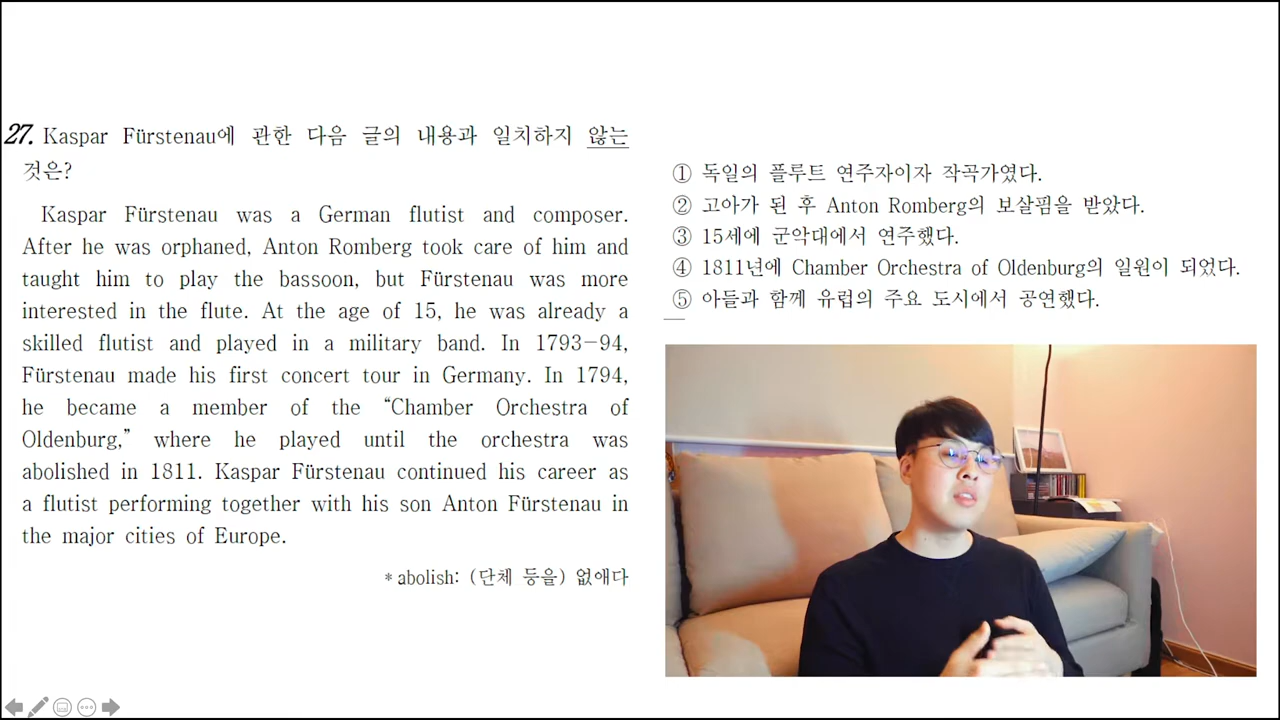 27. Kaspar Fürstenau에 관한 다음 글의 내용과 일치하지 않는
것은?
Kaspar Fürstenau was a German flutist and composer.
After he was orphaned, Anton Romberg took care of him and
taught him to play the bassoon, but Fürstenau was more
interested in the flute. At the age of 15, he was already a
skilled flutist and played in a military band. In 1793-94,
Fürstenau made his first concert tour in Germany. In 1794,
he became a member of the “Chamber Orchestra of
Oldenburg,” where he played until the orchestra was
abolished in 1811. Kaspar Fürstenau continued his career as
a flutist performing together with his son Anton Fürstenau in
the major cities of Europe.
* abolish: (단체 등을) 없애다
① 독일의 플루트 연주자이자 작곡가였다.
② 고아가 된 후 Anton Romberg의 보살핌을 받았다.
③ 15세에 군악대에서 연주했다.
④ 1811년에 Chamber Orchestra of Oldenburg의 일원이 되었다.
⑤ 아들과 함께 유럽의 주요 도시에서 공연했다.